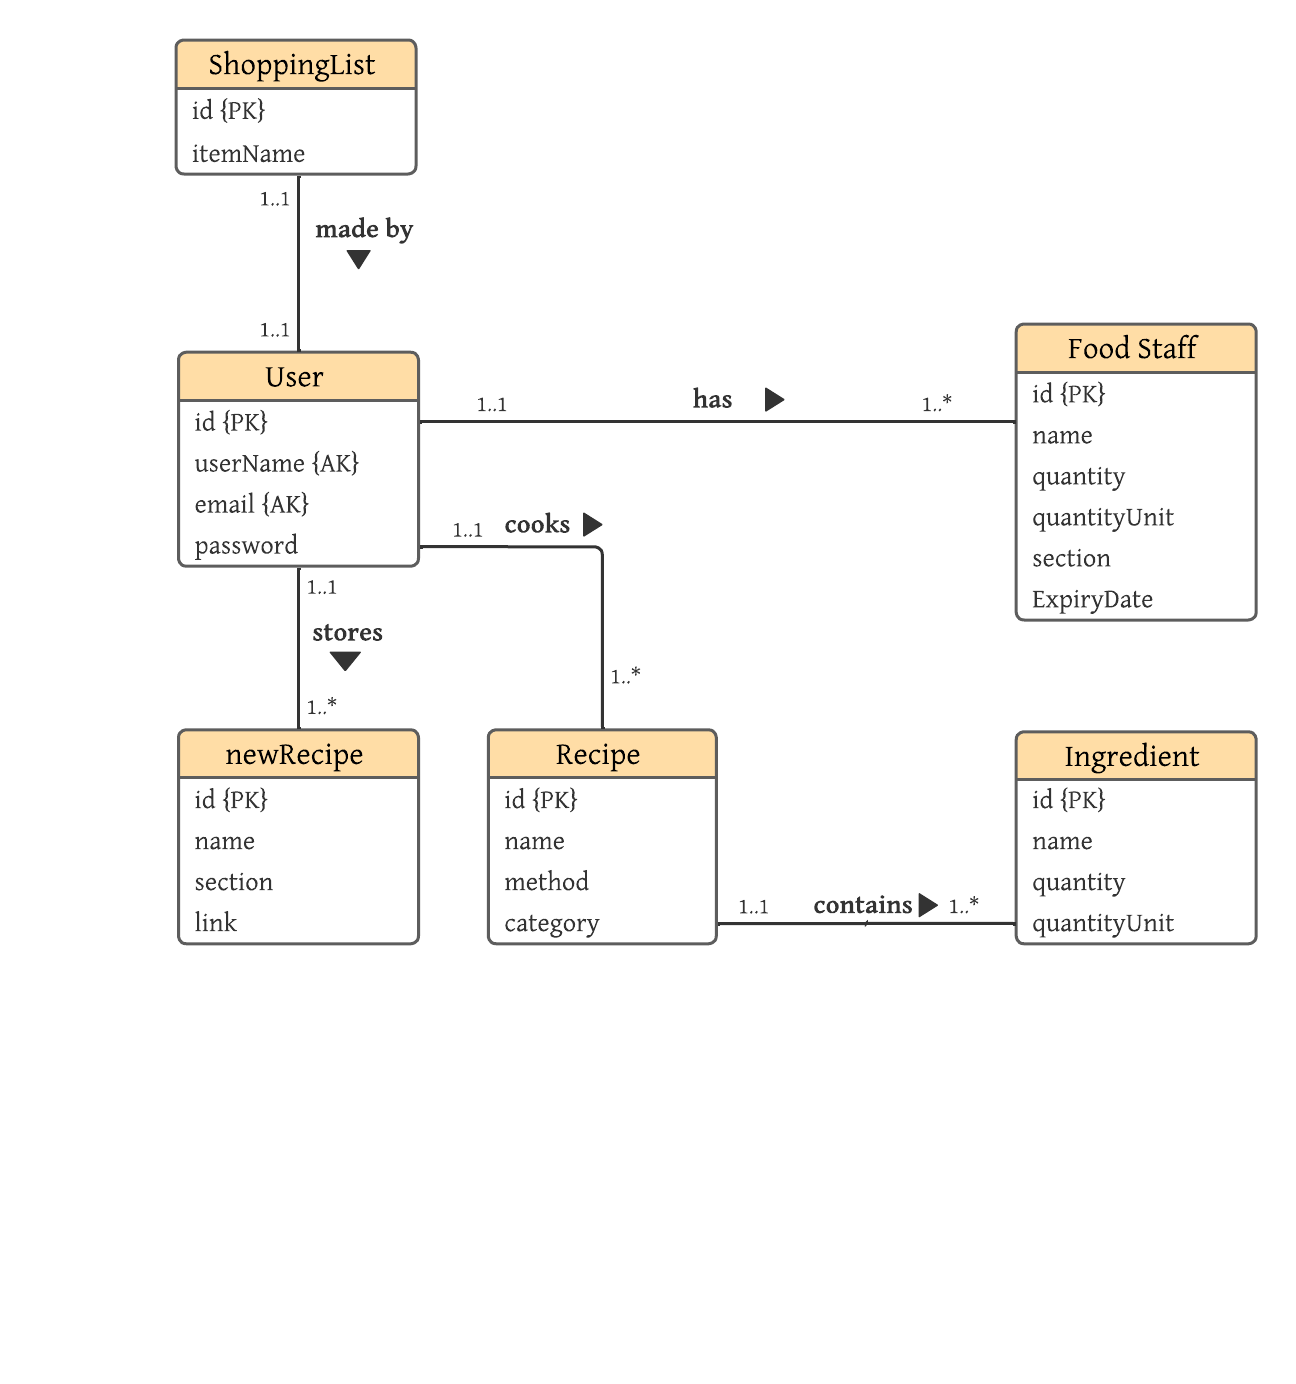 ShoppingList
id {PK}
itemName
1..1
made by
1..1
User
id {PK}
userName {AK}
email {AK}
password
1..1
has
1..*
Food Staff
id {PK}
name
quantity
quantityUnit
section
ExpiryDate
1..1
cooks
1..*
1..1
stores
1..*
newRecipe
id {PK}
name
section
link
Recipe
id {PK}
name
method
category
1..1
contains
1..*
Ingredient
id {PK}
name
quantity
quantityUnit